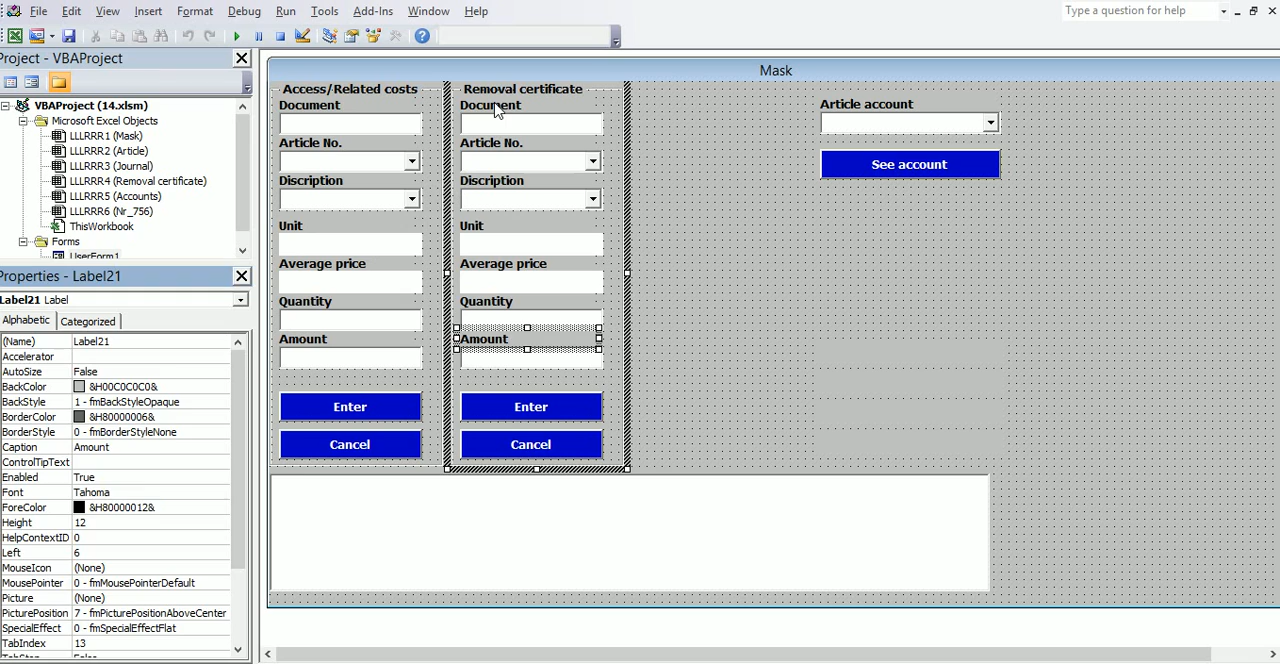 File Edit View Insert Format Debug Run Tools Add-Ins Window Help Type a question for help
Project - VBAProject
VBAProject (14.xlsm)
Microsoft Excel Objects
LLLRRR1 (Mask)
LLLRRR2 (Article)
LLLRRR3 (Journal)
LLLRRR4 (Removal certificate)
LLLRRR5 (Accounts)
LLLRRR6 (Nr_756)
ThisWorkbook
Forms
UserForm1
Properties - Label21
Label21 Label
Alphabetic Categorized
(Name) Label21
Accelerator
AutoSize False
BackColor &H00C0C0C0&
BackStyle 1 - fmBackStyleOpaque
BorderColor &H80000006&
BorderStyle 0 - fmBorderStyleNone
Caption Amount
ControlTipText
Enabled True
Font Tahoma
ForeColor &H80000012&
Height 12
HelpContextID 0
Left 6
MouseIcon (None)
MousePointer 0 - fmMousePointerDefault
Picture (None)
PicturePosition 7 - fmPicturePositionAboveCenter
SpecialEffect 0 - fmSpecialEffectFlat
TabIndex 13
Mask
Access/Related costs
Document
Article No.
Discription
Unit
Average price
Quantity
Amount
Enter
Cancel
Removal certificate
Document
Article No.
Discription
Unit
Average price
Quantity
Amount
Enter
Cancel
Article account
See account